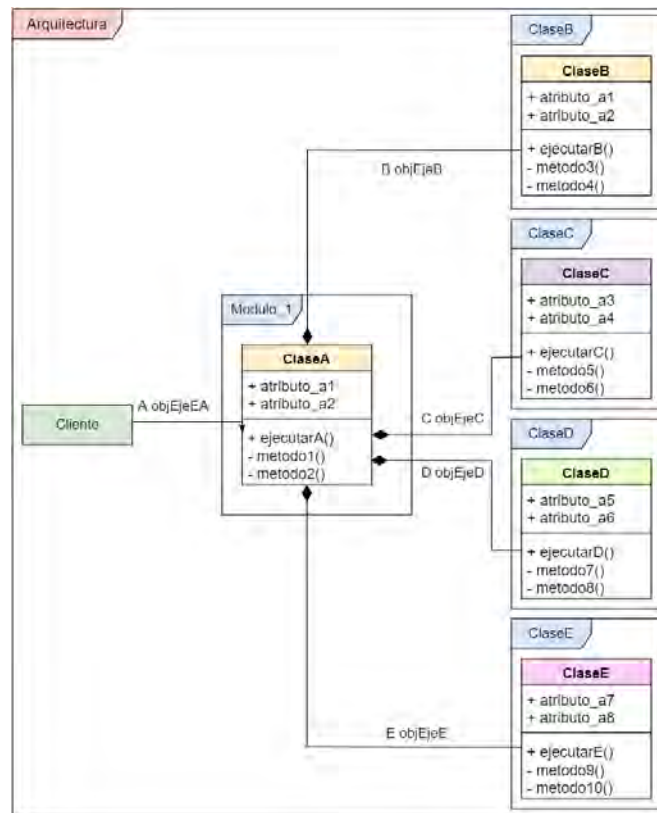 Arquitectura
ClaseB
ClaseB
+ atributo_a1
+ atributo_a2
+ ejecutarB()
- metodo3()
- metodo4()
B objEjeB
ClaseC
ClaseC
+ atributo_a3
+ atributo_a4
+ ejecutarC()
- metodo5()
- metodo6()
Modulo_1
ClaseA
+ atributo_a1
+ atributo_a2
+ ejecutarA()
- metodo1()
- metodo2()
Cliente
A objEjeEA
C objEjeC
D objEjeD
ClaseD
ClaseD
+ atributo_a5
+ atributo_a6
+ ejecutarD()
- metodo7()
- metodo8()
ClaseE
ClaseE
+ atributo_a7
+ atributo_a8
+ ejecutarE()
- metodo9()
- metodo10()
E objEjeE